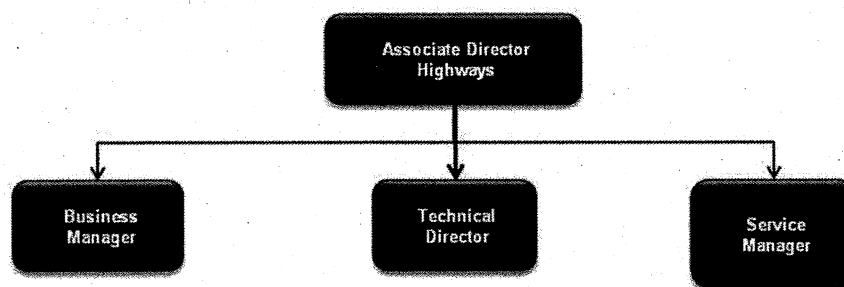 Associate Director
Highways
Business
Manager
Technical
Director
Service
Manager